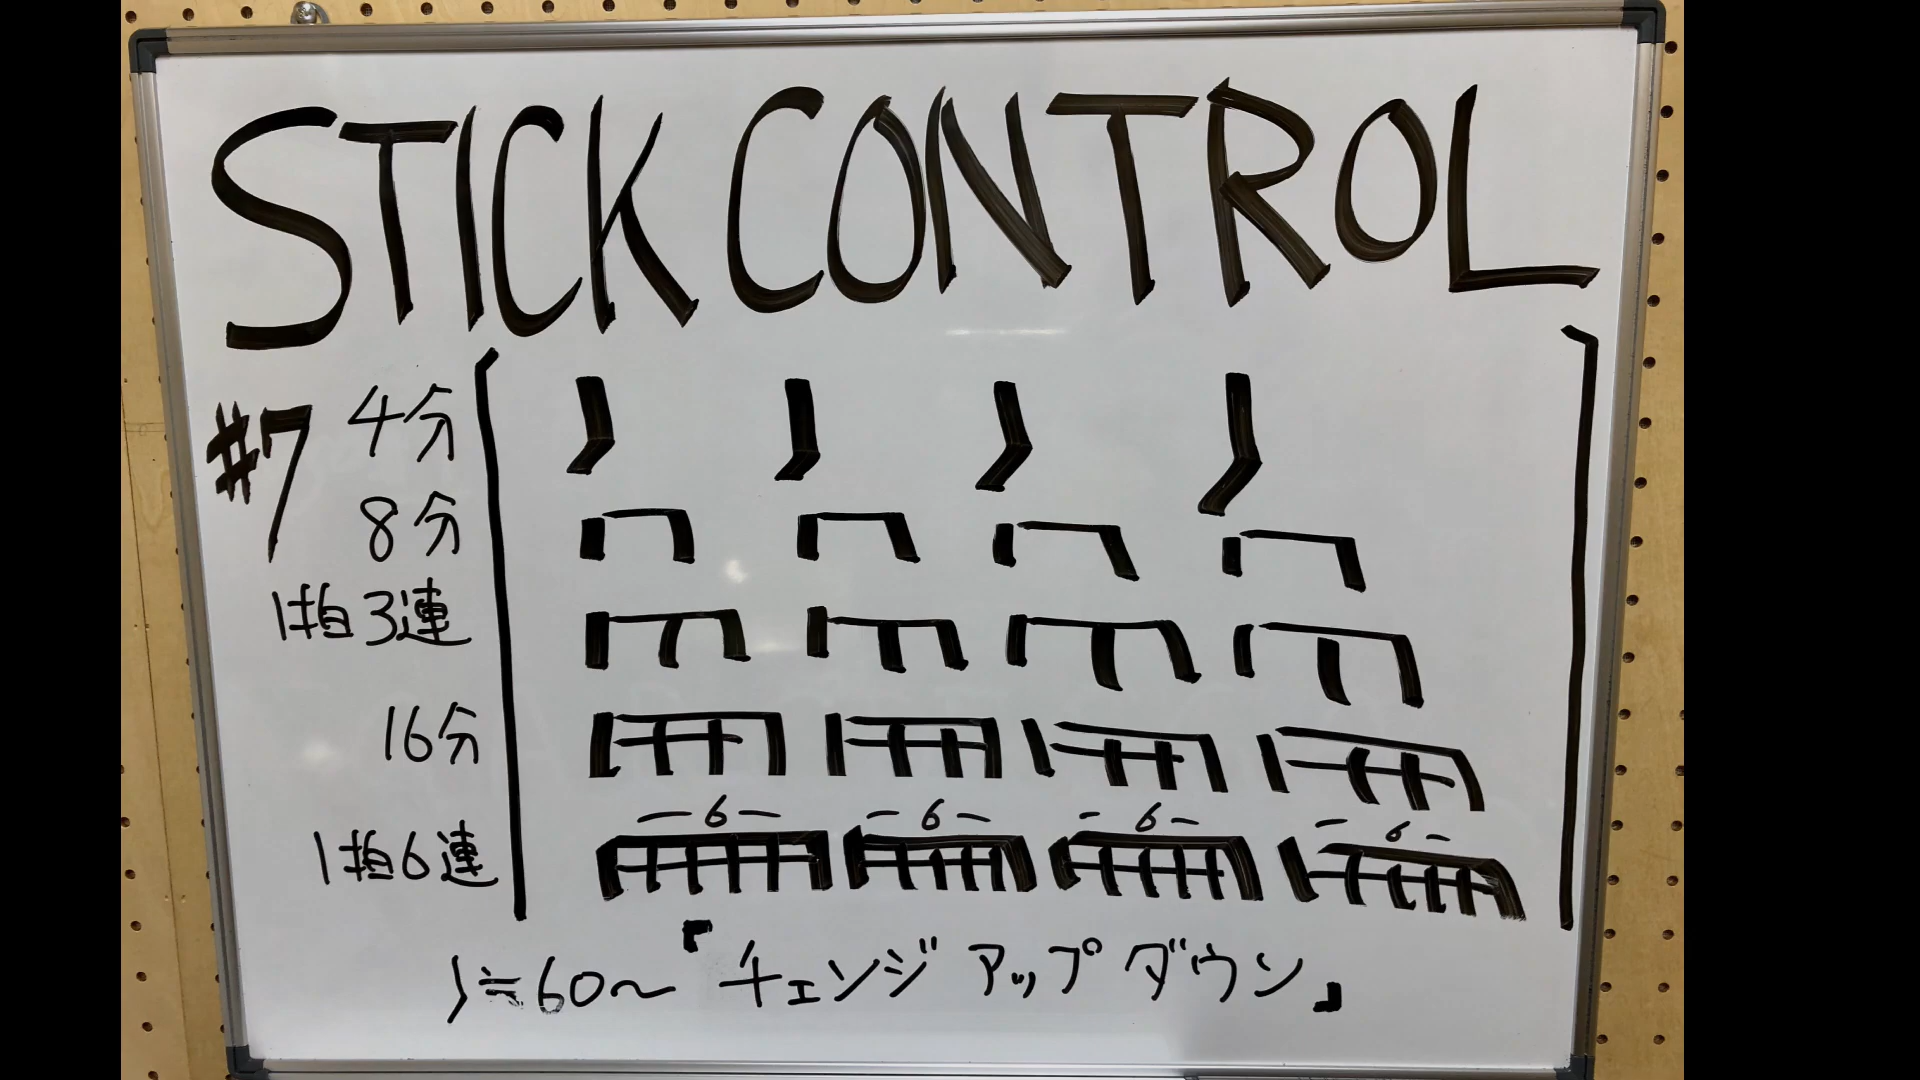 STICK CONTROL
#7 4分
8分
1拍3連
16分
1拍6連
6 6 6 6
♩≒60〜『チェンジアップダウン』